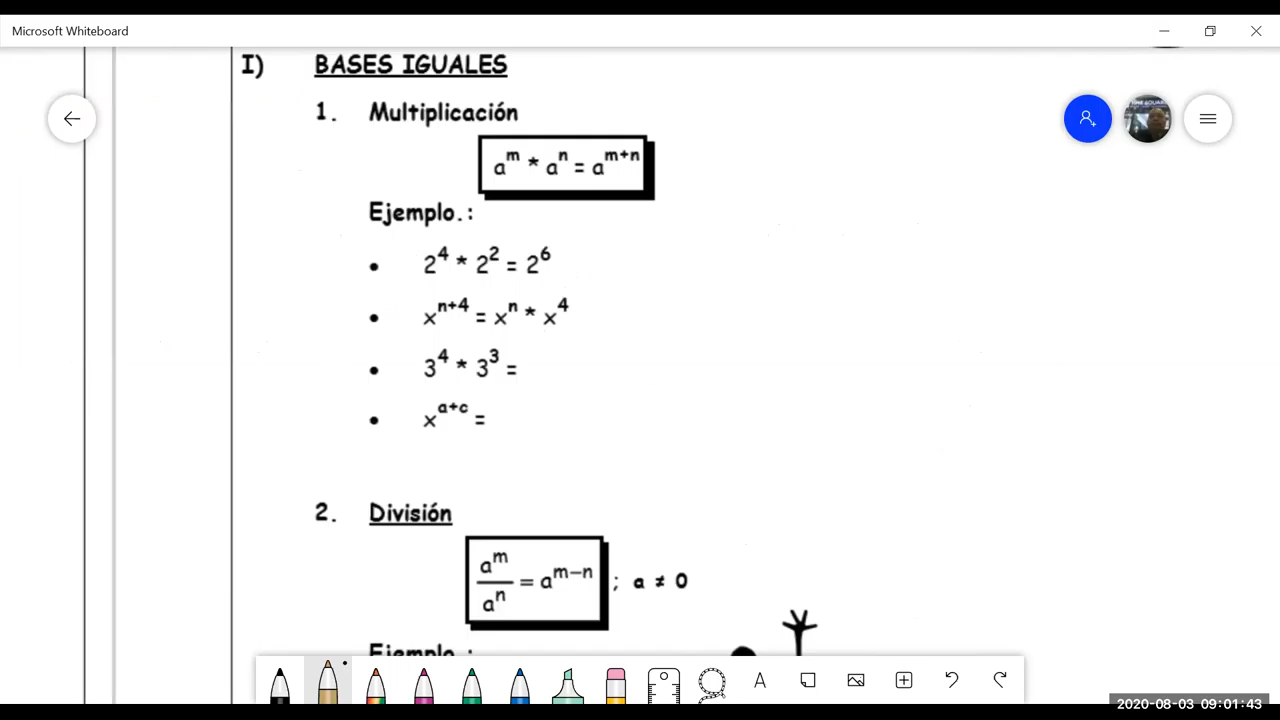 Microsoft Whiteboard
I) BASES IGUALES
1. Multiplicación
a^m * a^n = a^{m+n}
Ejemplo.:
• 2^4 * 2^2 = 2^6
• x^{n+4} = x^n * x^4
• 3^4 * 3^3 =
• x^{a+c} =
2. División
a^m / a^n = a^{m-n} ; a ≠ 0
Ejemplo.:
2020-08-03 09:01:43